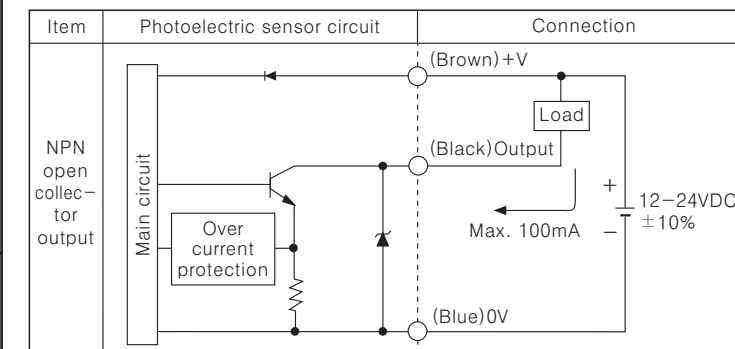 Item
Photoelectric sensor circuit
Connection
NPN
open
collec-
tor
output
Main circuit
Over
current
protection
(Brown)+V
Load
(Black)Output
Max. 100mA
+
−
12−24VDC
±10%
(Blue)0V